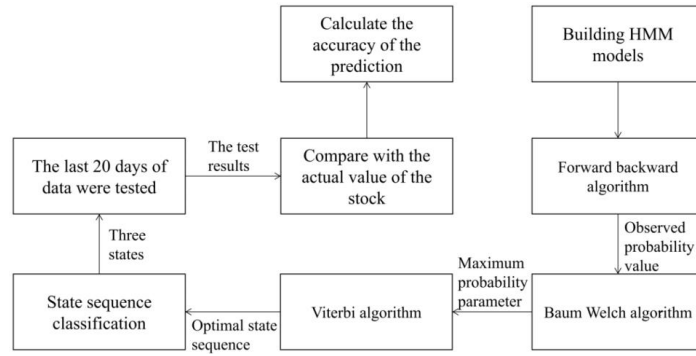 Calculate the
accuracy of the
prediction
Building HMM
models
The last 20 days of
data were tested
The test
results
Compare with the
actual value of the
stock
Forward backward
algorithm
Three
states
Observed
probability
value
Maximum
probability
parameter
State sequence
classification
Optimal state
sequence
Viterbi algorithm
Baum Welch algorithm